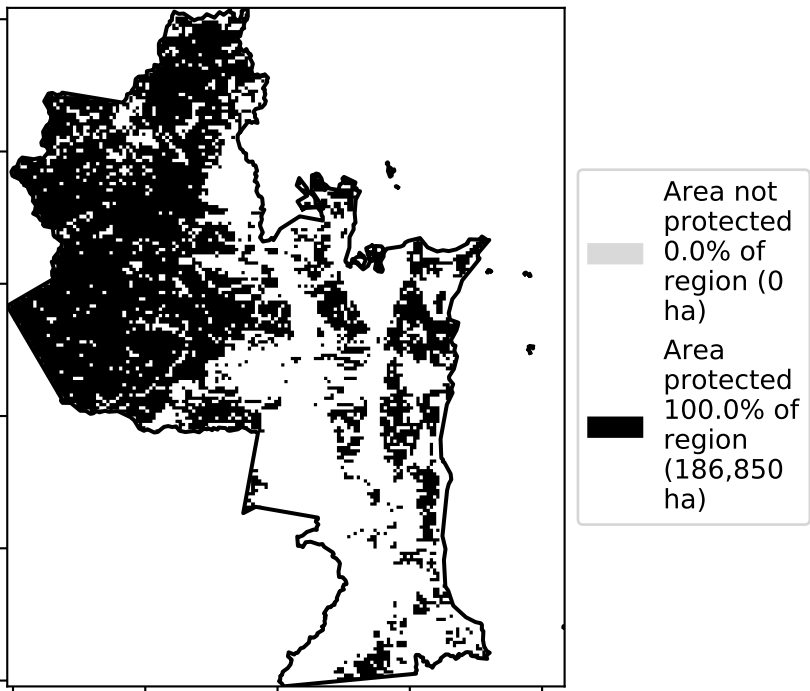 Area not
protected
0.0% of
region (0
ha)
Area
protected
100.0% of
region
(186,850
ha)